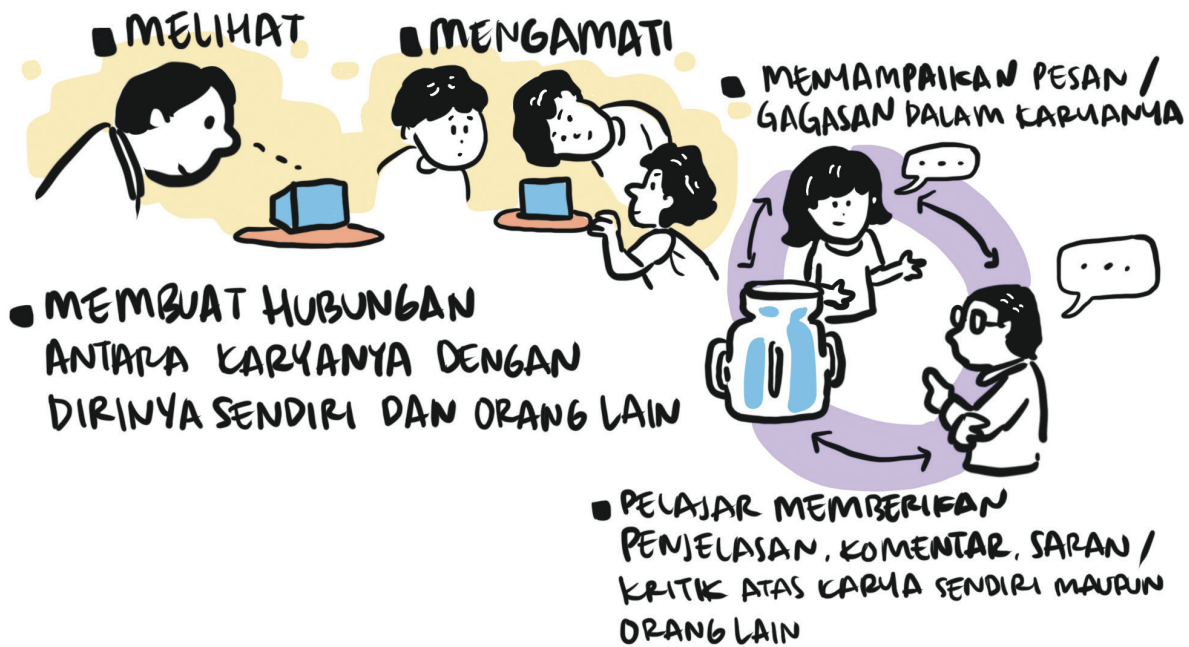 MELIHAT
MENGAMATI
MENYAMPAIKAN PESAN /
GAGASAN DALAM KARYANYA
MEMBUAT HUBUNGAN
ANTARA KARYANYA DENGAN
DIRINYA SENDIRI DAN ORANG LAIN
PELAJAR MEMBERIKAN
PENJELASAN, KOMENTAR, SARAN /
KRITIK ATAS KARYA SENDIRI MAUPUN
ORANG LAIN